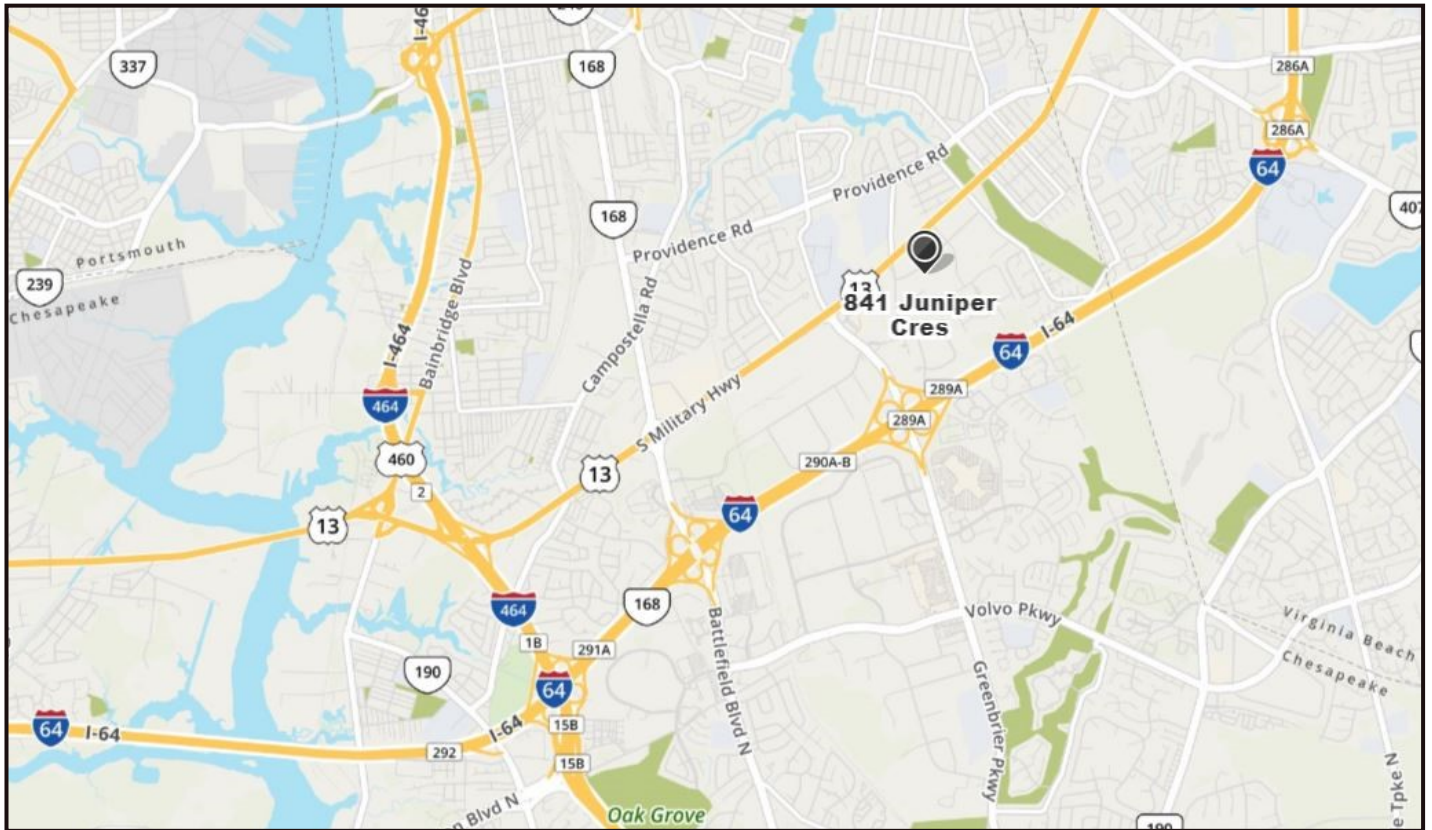 I-46
168
337
286A
286A
64
Providence Rd
407
168
Providence Rd
Portsmouth
239
Chesapeake
Bainbridge Blvd
I-464
Campostella Rd
13
841 Juniper
Cres
I-64
64
464
S Military Hwy
289A
289A
460
290A-B
13
2
64
13
464
168
Volvo Pkwy
Battlefield Blvd N
Virginia Beach
Chesapeake
1B
291A
190
64
Greenbrier Pkwy
64
I-64
I-64
15B
292
15B
Blvd N
Oak Grove
Tpke N
190